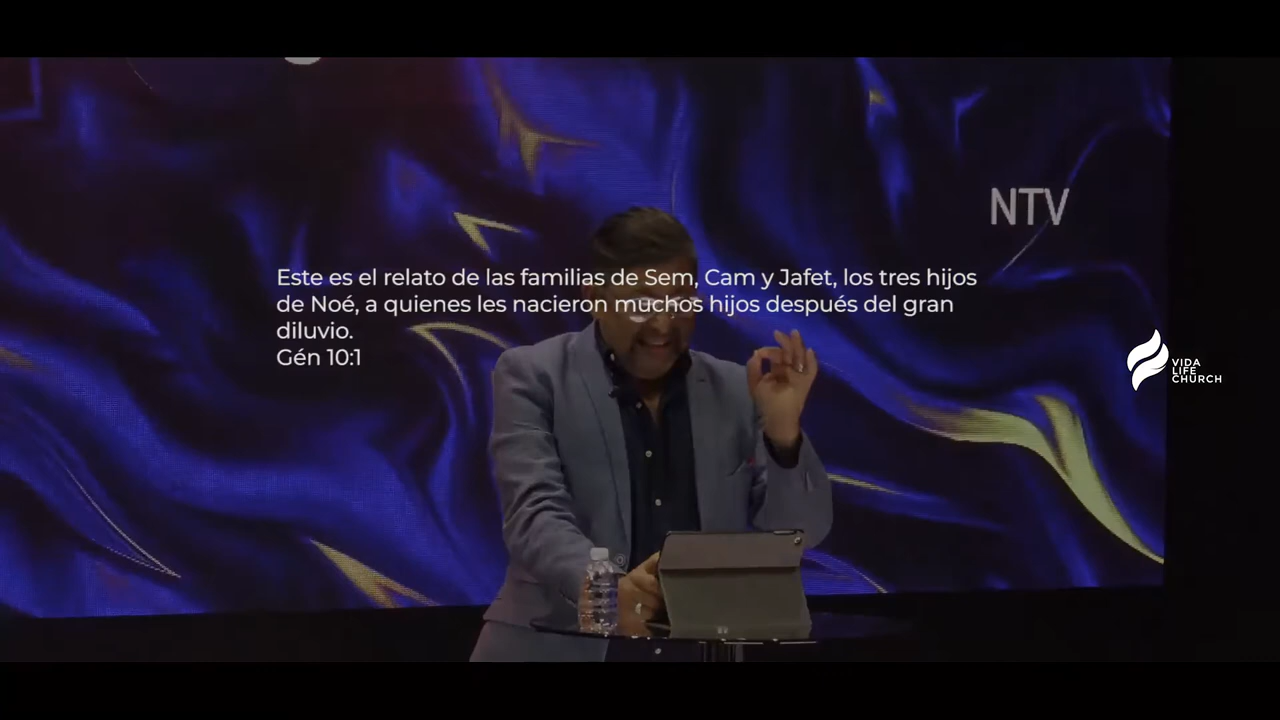 NTV
Este es el relato de las familias de Sem, Cam y Jafet, los tres hijos
de Noé, a quienes les nacieron muchos hijos después del gran
diluvio.
Gén 10:1
VIDA
LIFE
CHURCH